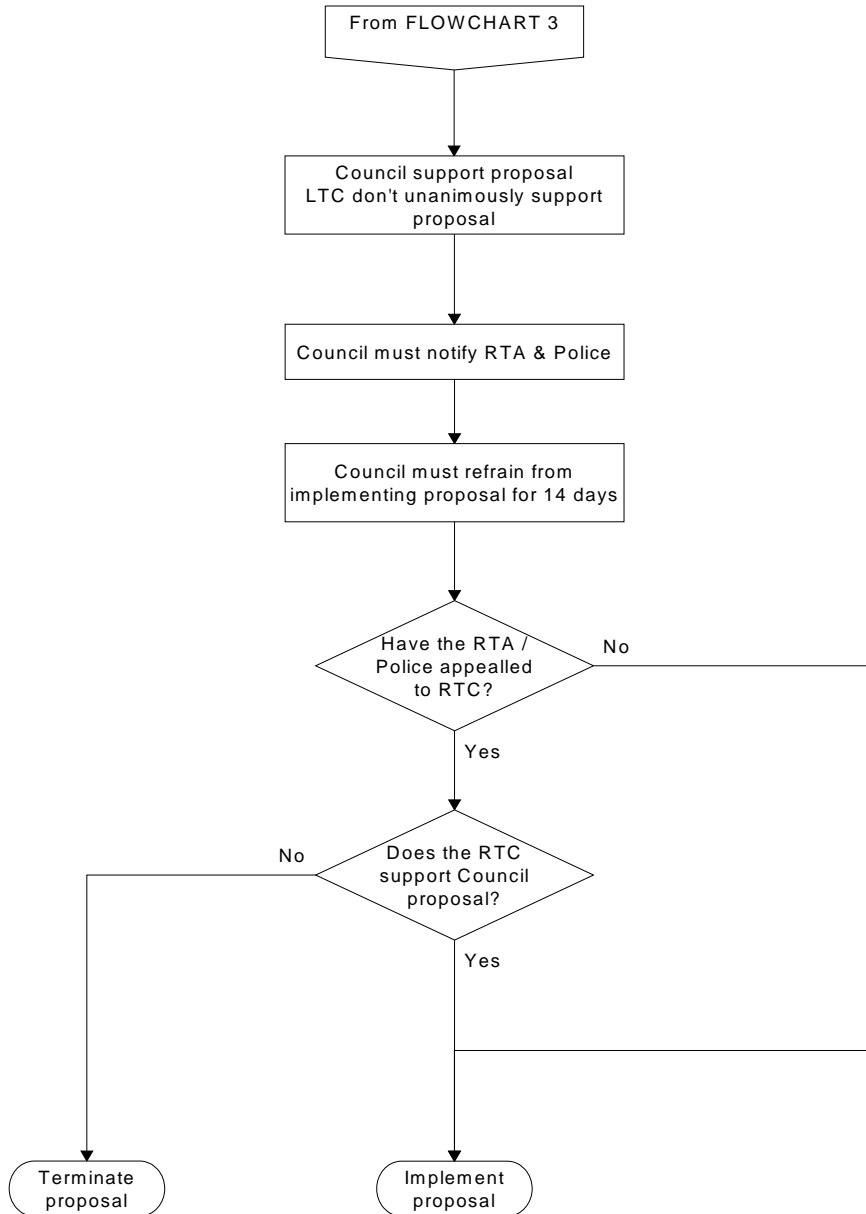 From FLOWCHART 3
Council support proposal
LTC don't unanimously support
proposal
Council must notify RTA & Police
Council must refrain from
implementing proposal for 14 days
Have the RTA /
Police appealled
to RTC?
No
Yes
Does the RTC
support Council
proposal?
No
Yes
Terminate
proposal
Implement
proposal